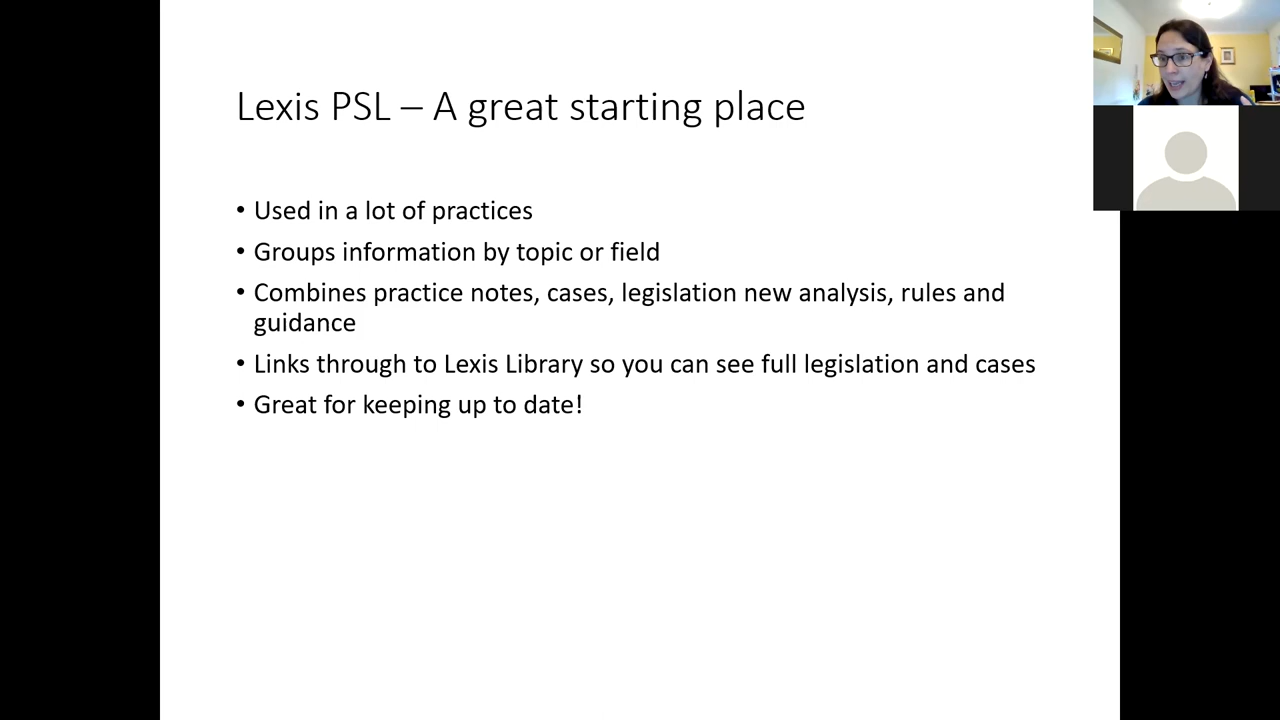 Lexis PSL – A great starting place
• Used in a lot of practices
• Groups information by topic or field
• Combines practice notes, cases, legislation new analysis, rules and
guidance
• Links through to Lexis Library so you can see full legislation and cases
• Great for keeping up to date!